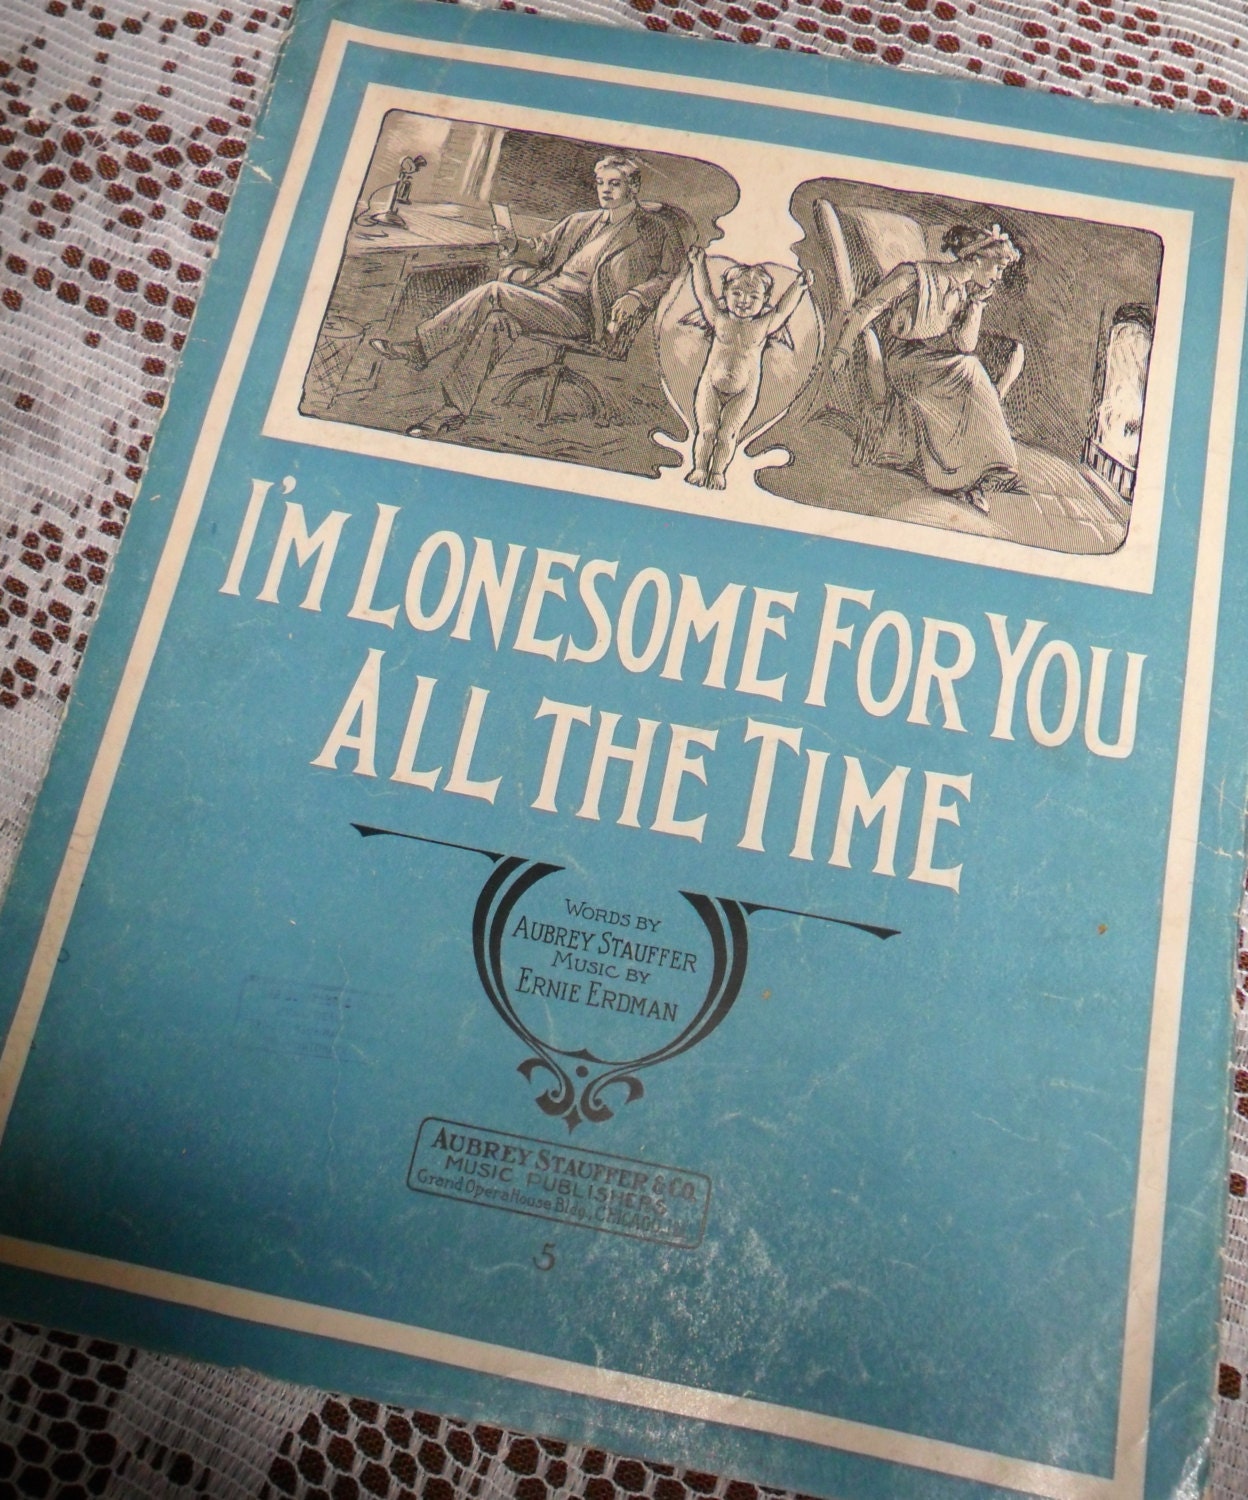 I'M LONESOME FOR YOU
ALL THE TIME
WORDS BY
AUBREY STAUFFER
MUSIC BY
ERNIE ERDMAN
AUBREY STAUFFER & CO.
MUSIC PUBLISHERS
Grand Opera House Bldg., CHICAGO, Ill.
5